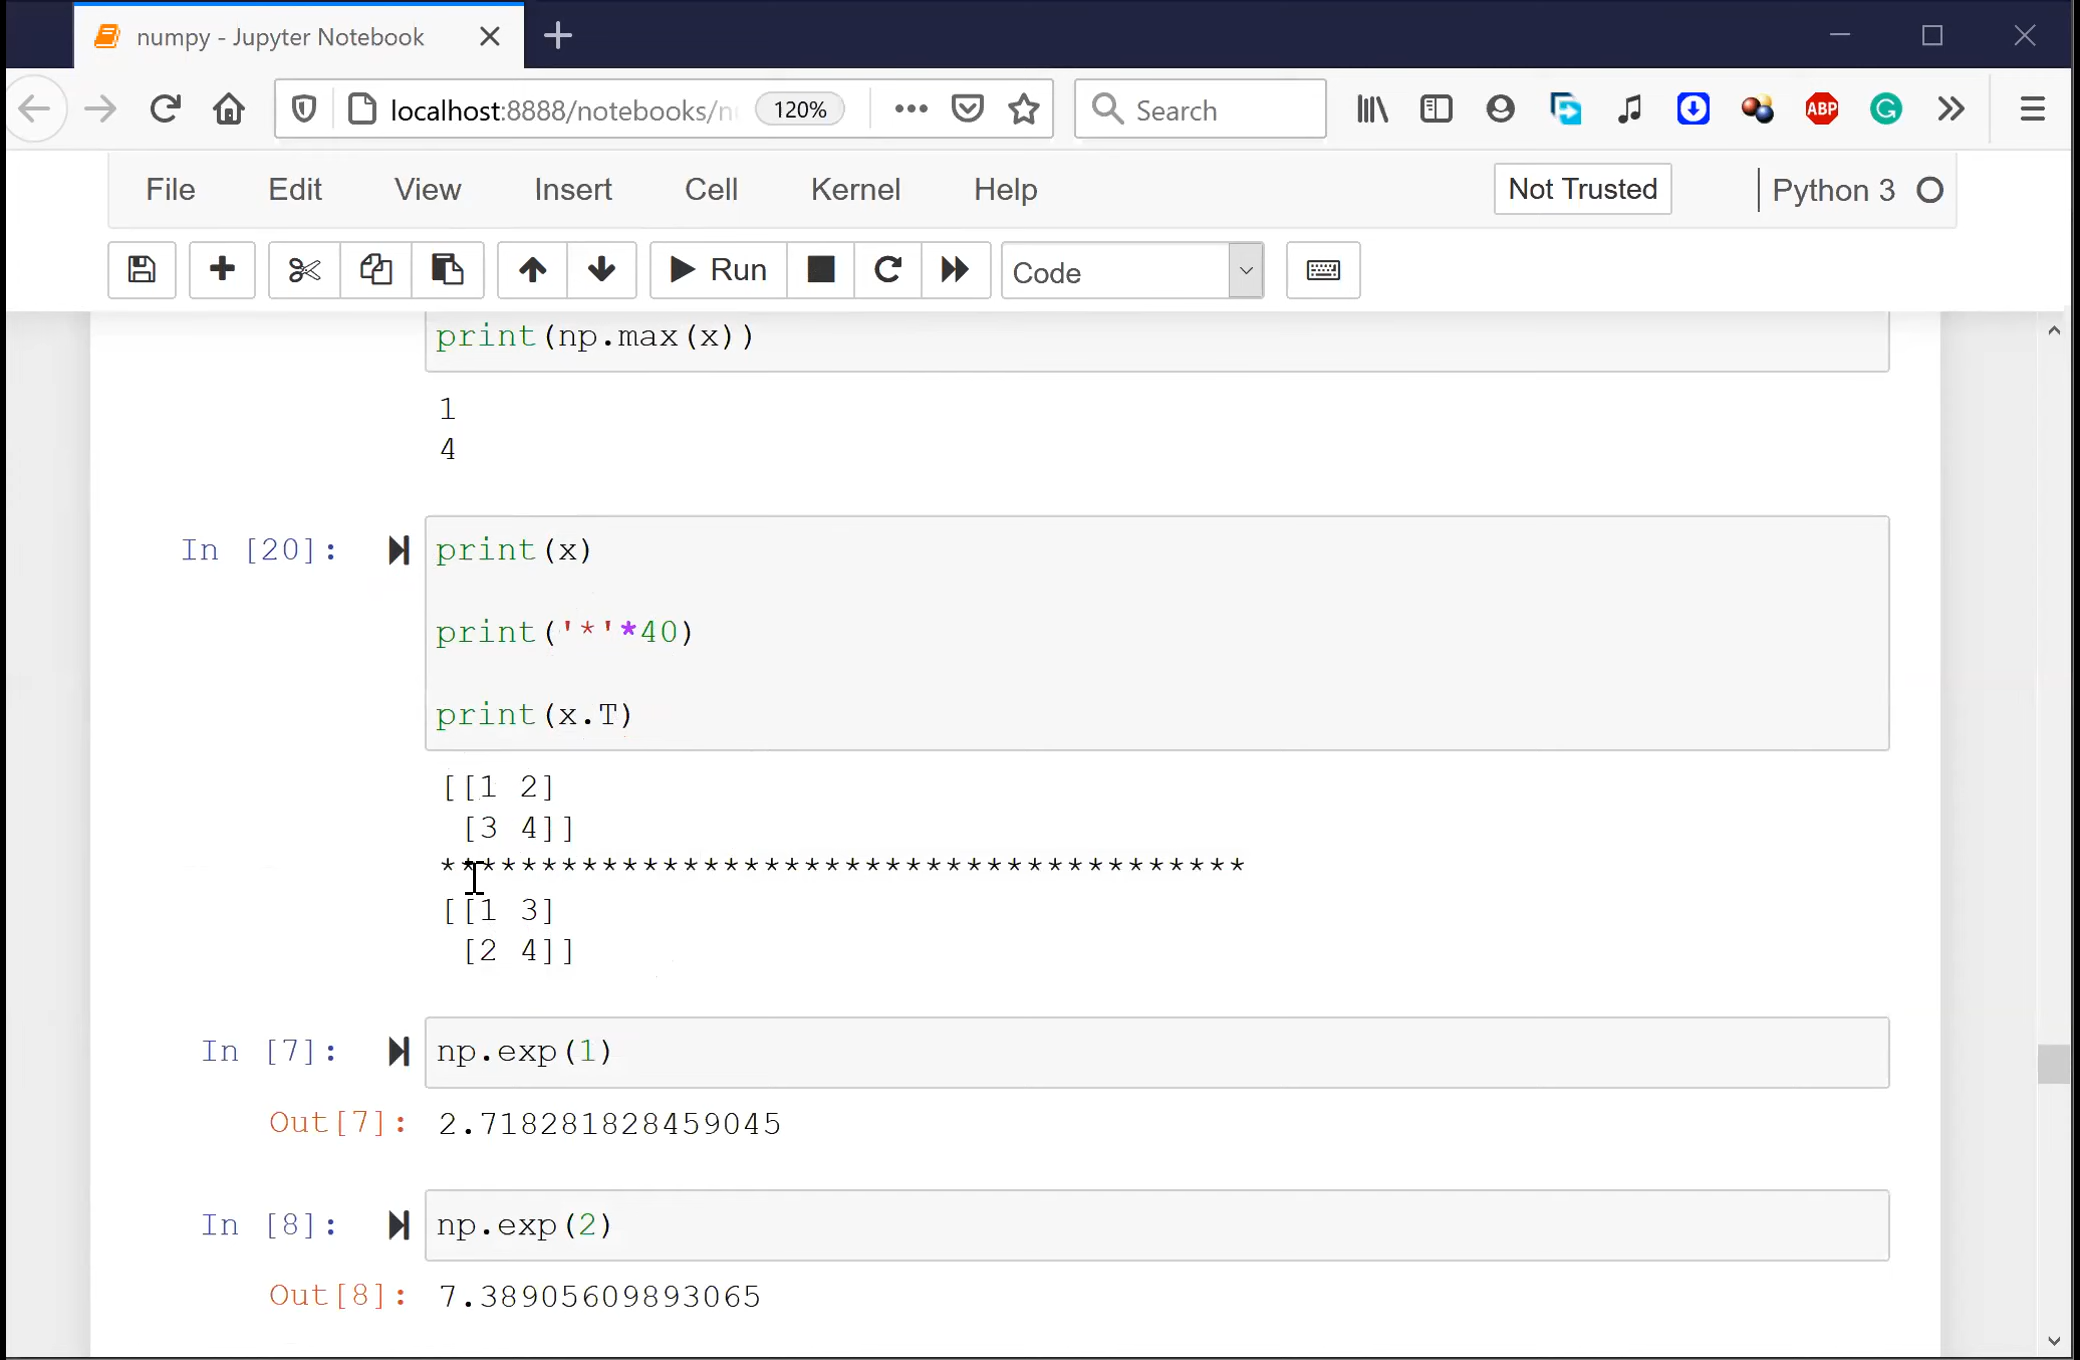 numpy - Jupyter Notebook
localhost:8888/notebooks/n 120% Search ABP
File Edit View Insert Cell Kernel Help Not Trusted Python 3
Run Code
print(np.max(x))
1
4
In [20]: print(x)
print('*'*40)
print(x.T)
[[1 2]
[3 4]]
****************************************
[[1 3]
[2 4]]
In [7]: np.exp(1)
Out[7]: 2.718281828459045
In [8]: np.exp(2)
Out[8]: 7.38905609893065